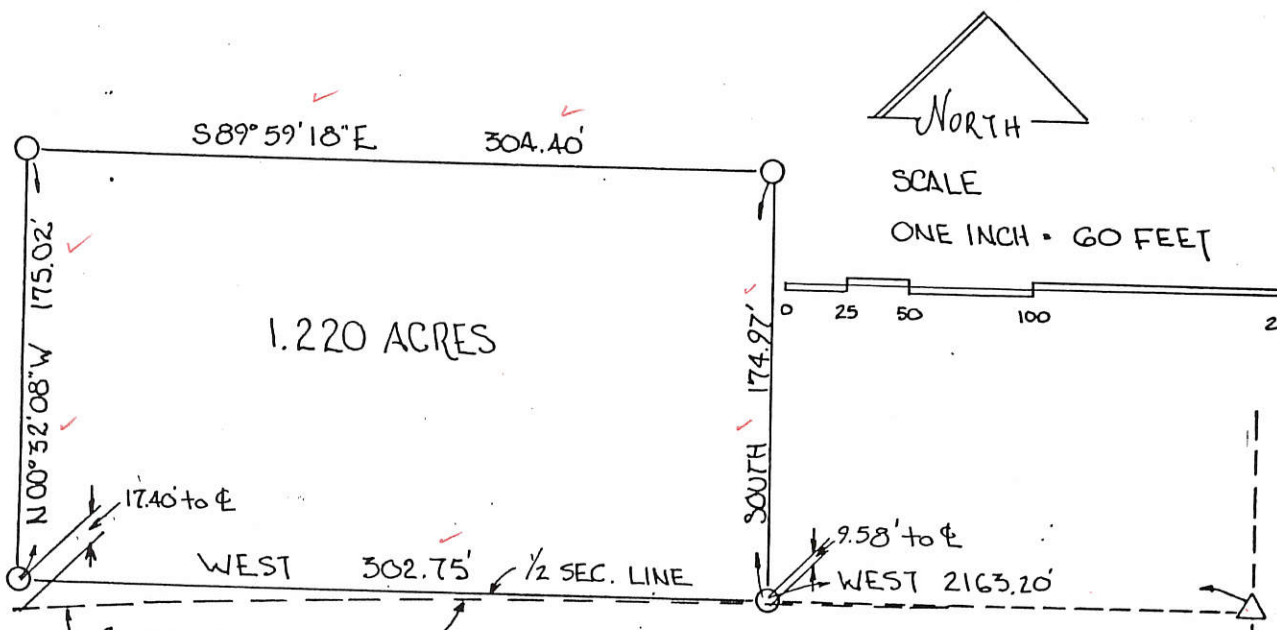 S89°59'18"E 304.40'
NORTH
SCALE
ONE INCH = 60 FEET
0 25 50 100 2
N00°32'08"W 175.02'
1.220 ACRES
SOUTH 174.97'
17.40' to ℄
9.58' to ℄
WEST 302.75' 1/2 SEC. LINE
WEST 2163.20'